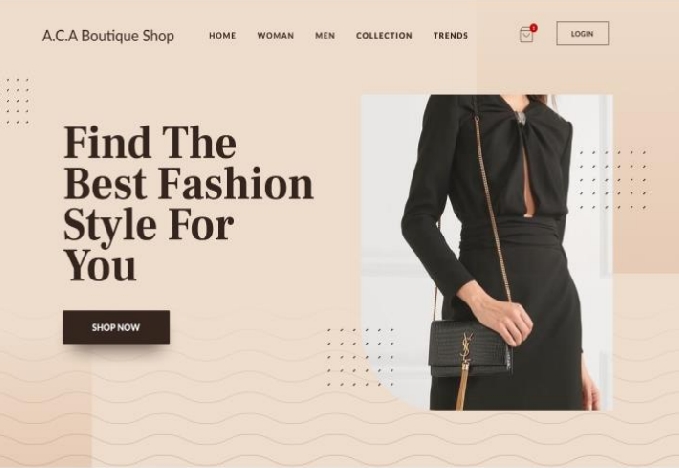 A.C.A Boutique Shop
HOME WOMAN MEN COLLECTION TRENDS
LOGIN
Find The
Best Fashion
Style For
You
SHOP NOW